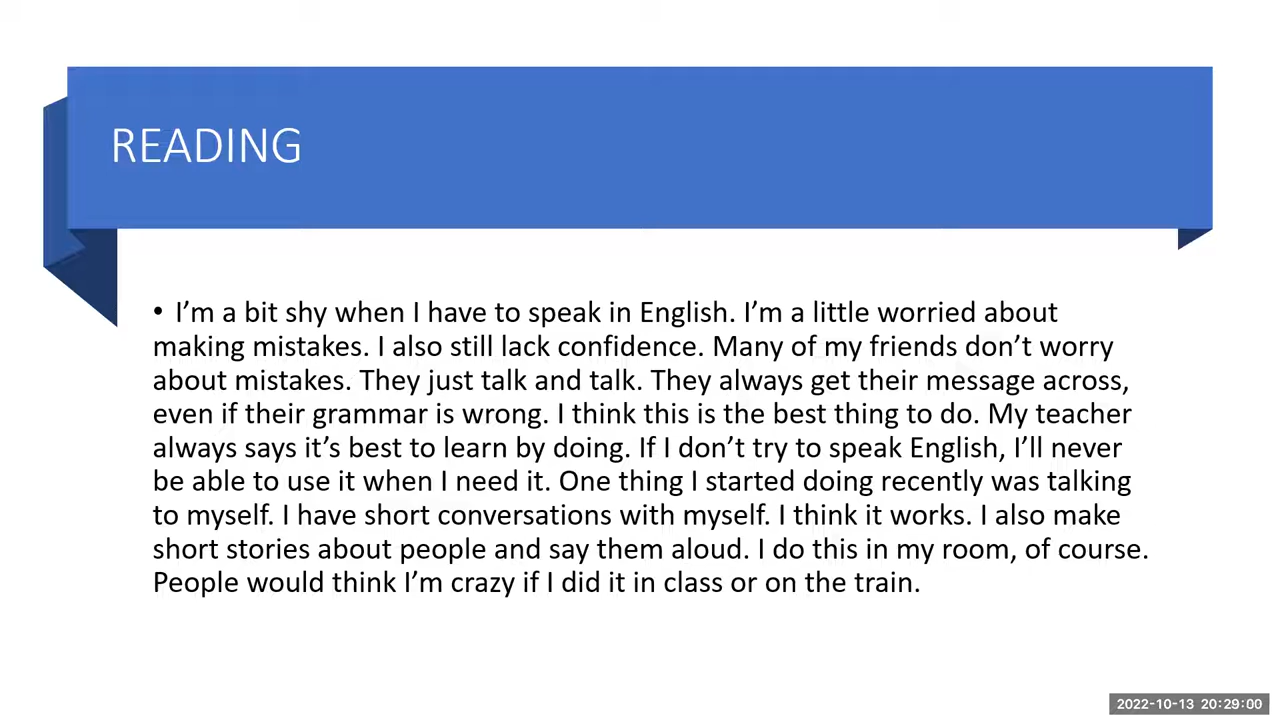 READING
• I’m a bit shy when I have to speak in English. I’m a little worried about
making mistakes. I also still lack confidence. Many of my friends don’t worry
about mistakes. They just talk and talk. They always get their message across,
even if their grammar is wrong. I think this is the best thing to do. My teacher
always says it’s best to learn by doing. If I don’t try to speak English, I’ll never
be able to use it when I need it. One thing I started doing recently was talking
to myself. I have short conversations with myself. I think it works. I also make
short stories about people and say them aloud. I do this in my room, of course.
People would think I’m crazy if I did it in class or on the train.
2022-10-13 20:29:00